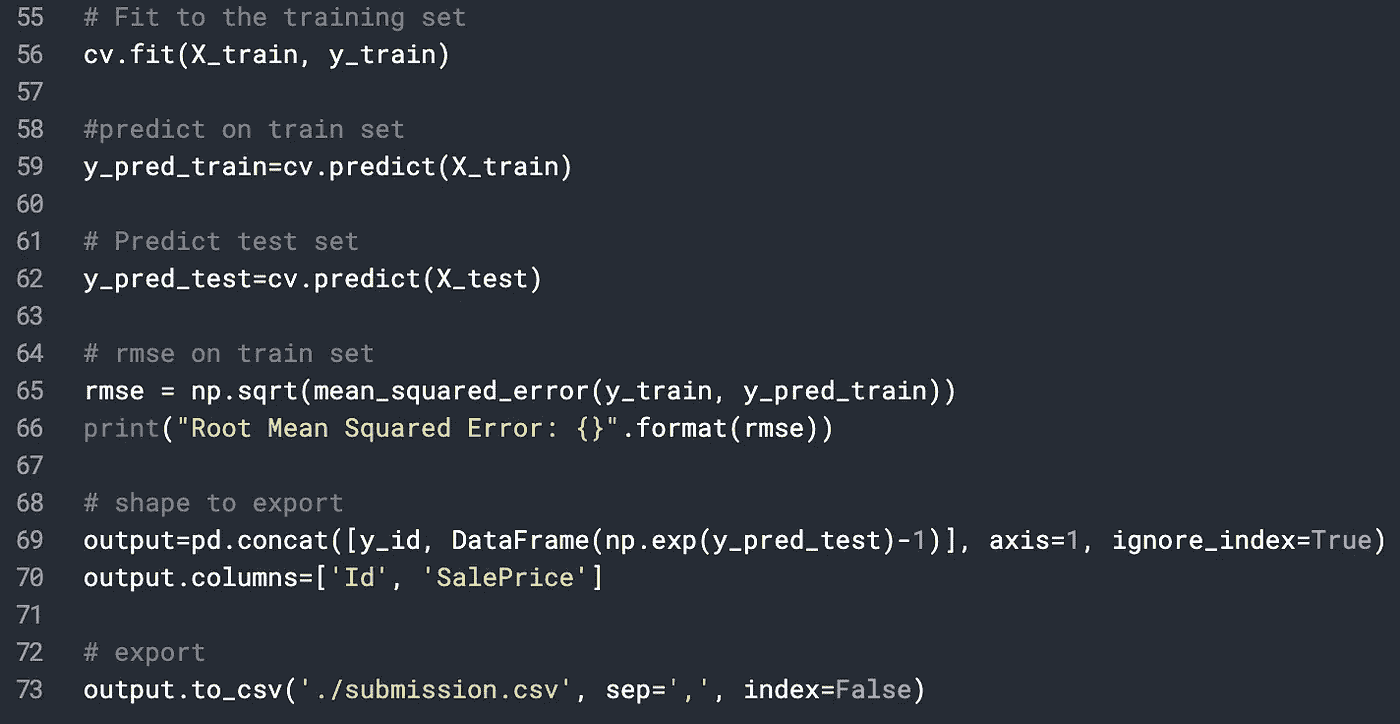 55 # Fit to the training set
56 cv.fit(X_train, y_train)
57
58 #predict on train set
59 y_pred_train=cv.predict(X_train)
60
61 # Predict test set
62 y_pred_test=cv.predict(X_test)
63
64 # rmse on train set
65 rmse = np.sqrt(mean_squared_error(y_train, y_pred_train))
66 print("Root Mean Squared Error: {}".format(rmse))
67
68 # shape to export
69 output=pd.concat([y_id, DataFrame(np.exp(y_pred_test)-1)], axis=1, ignore_index=True)
70 output.columns=['Id', 'SalePrice']
71
72 # export
73 output.to_csv('./submission.csv', sep=',', index=False)